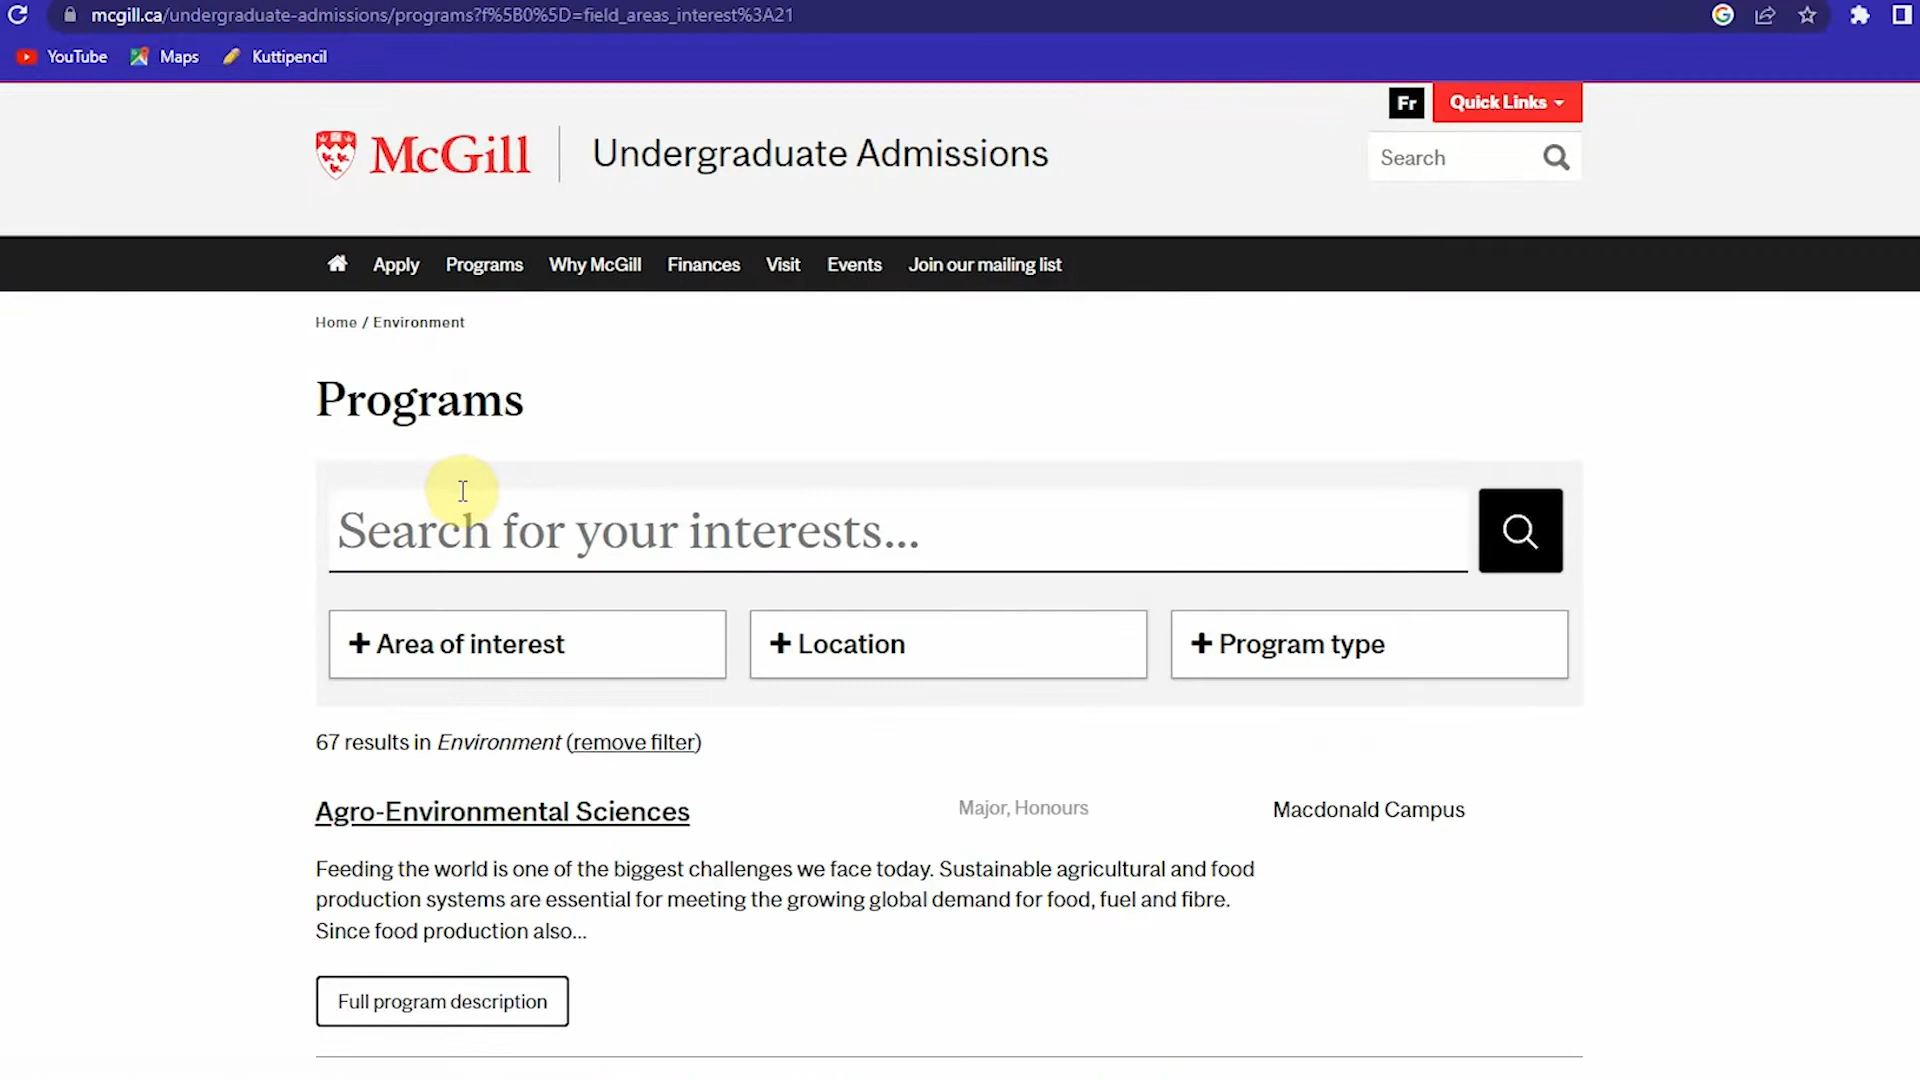 mcgill.ca/undergraduate-admissions/programs?f%5B0%5D=field_areas_interest%3A21
YouTube Maps Kuttipencil
Fr Quick Links
McGill Undergraduate Admissions
Search
Apply Programs Why McGill Finances Visit Events Join our mailing list
Home / Environment
Programs
Search for your interests...
+ Area of interest + Location + Program type
67 results in Environment (remove filter)
Agro-Environmental Sciences Major, Honours Macdonald Campus
Feeding the world is one of the biggest challenges we face today. Sustainable agricultural and food
production systems are essential for meeting the growing global demand for food, fuel and fibre.
Since food production also...
Full program description